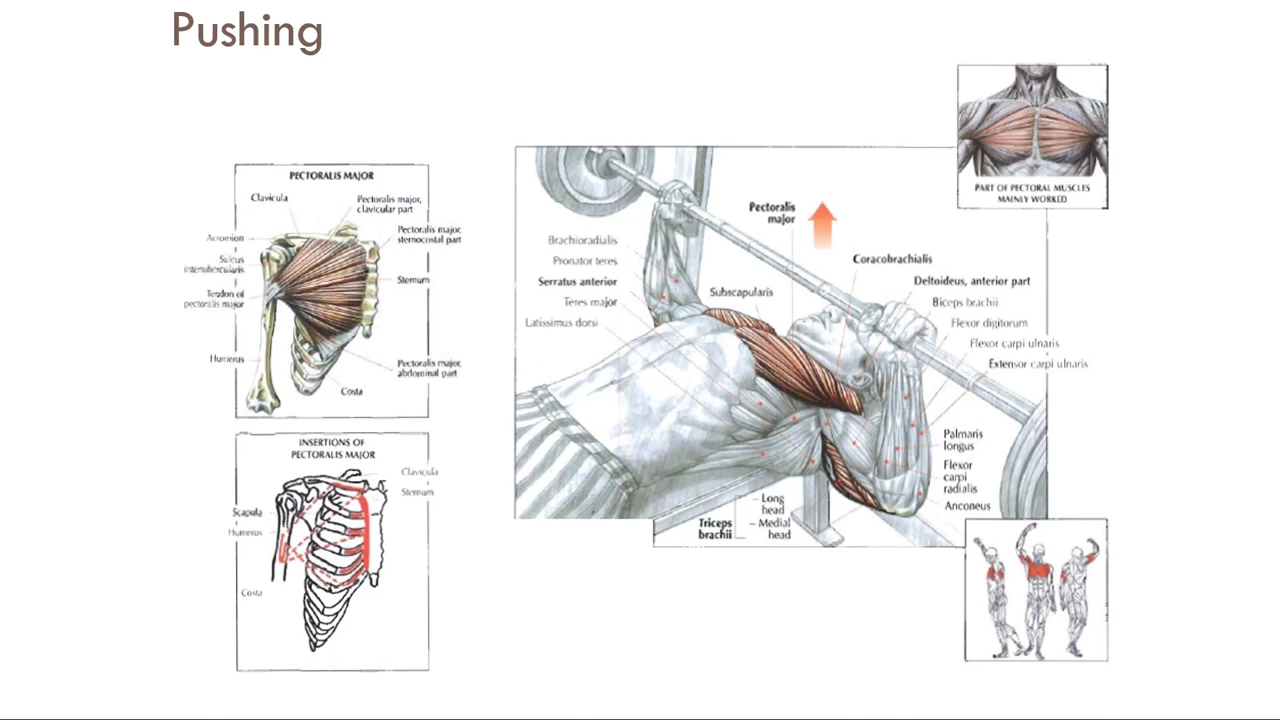 Pushing
PECTORALIS MAJOR
Clavicula
Pectoralis major,
clavicular part
Pectoralis major,
sternocostal part
Acromion
Sulcus
intertubercularis
Sternum
Tendon of
pectoralis major
Humerus
Pectoralis major,
abdominal part
Costa
INSERTIONS OF
PECTORALIS MAJOR
Clavicula
Sternum
Scapula
Humerus
Costa
Pectoralis
major
Brachioradialis
Pronator teres
Serratus anterior
Teres major
Latissimus dorsi
Subscapularis
Coracobrachialis
Deltoideus, anterior part
Biceps brachii
Flexor digitorum
Flexor carpi ulnaris
Extensor carpi ulnaris
Palmaris
longus
Flexor
carpi
radialis
Anconeus
Triceps
brachii
Long
head
Medial
head
PART OF PECTORAL MUSCLES
MAINLY WORKED